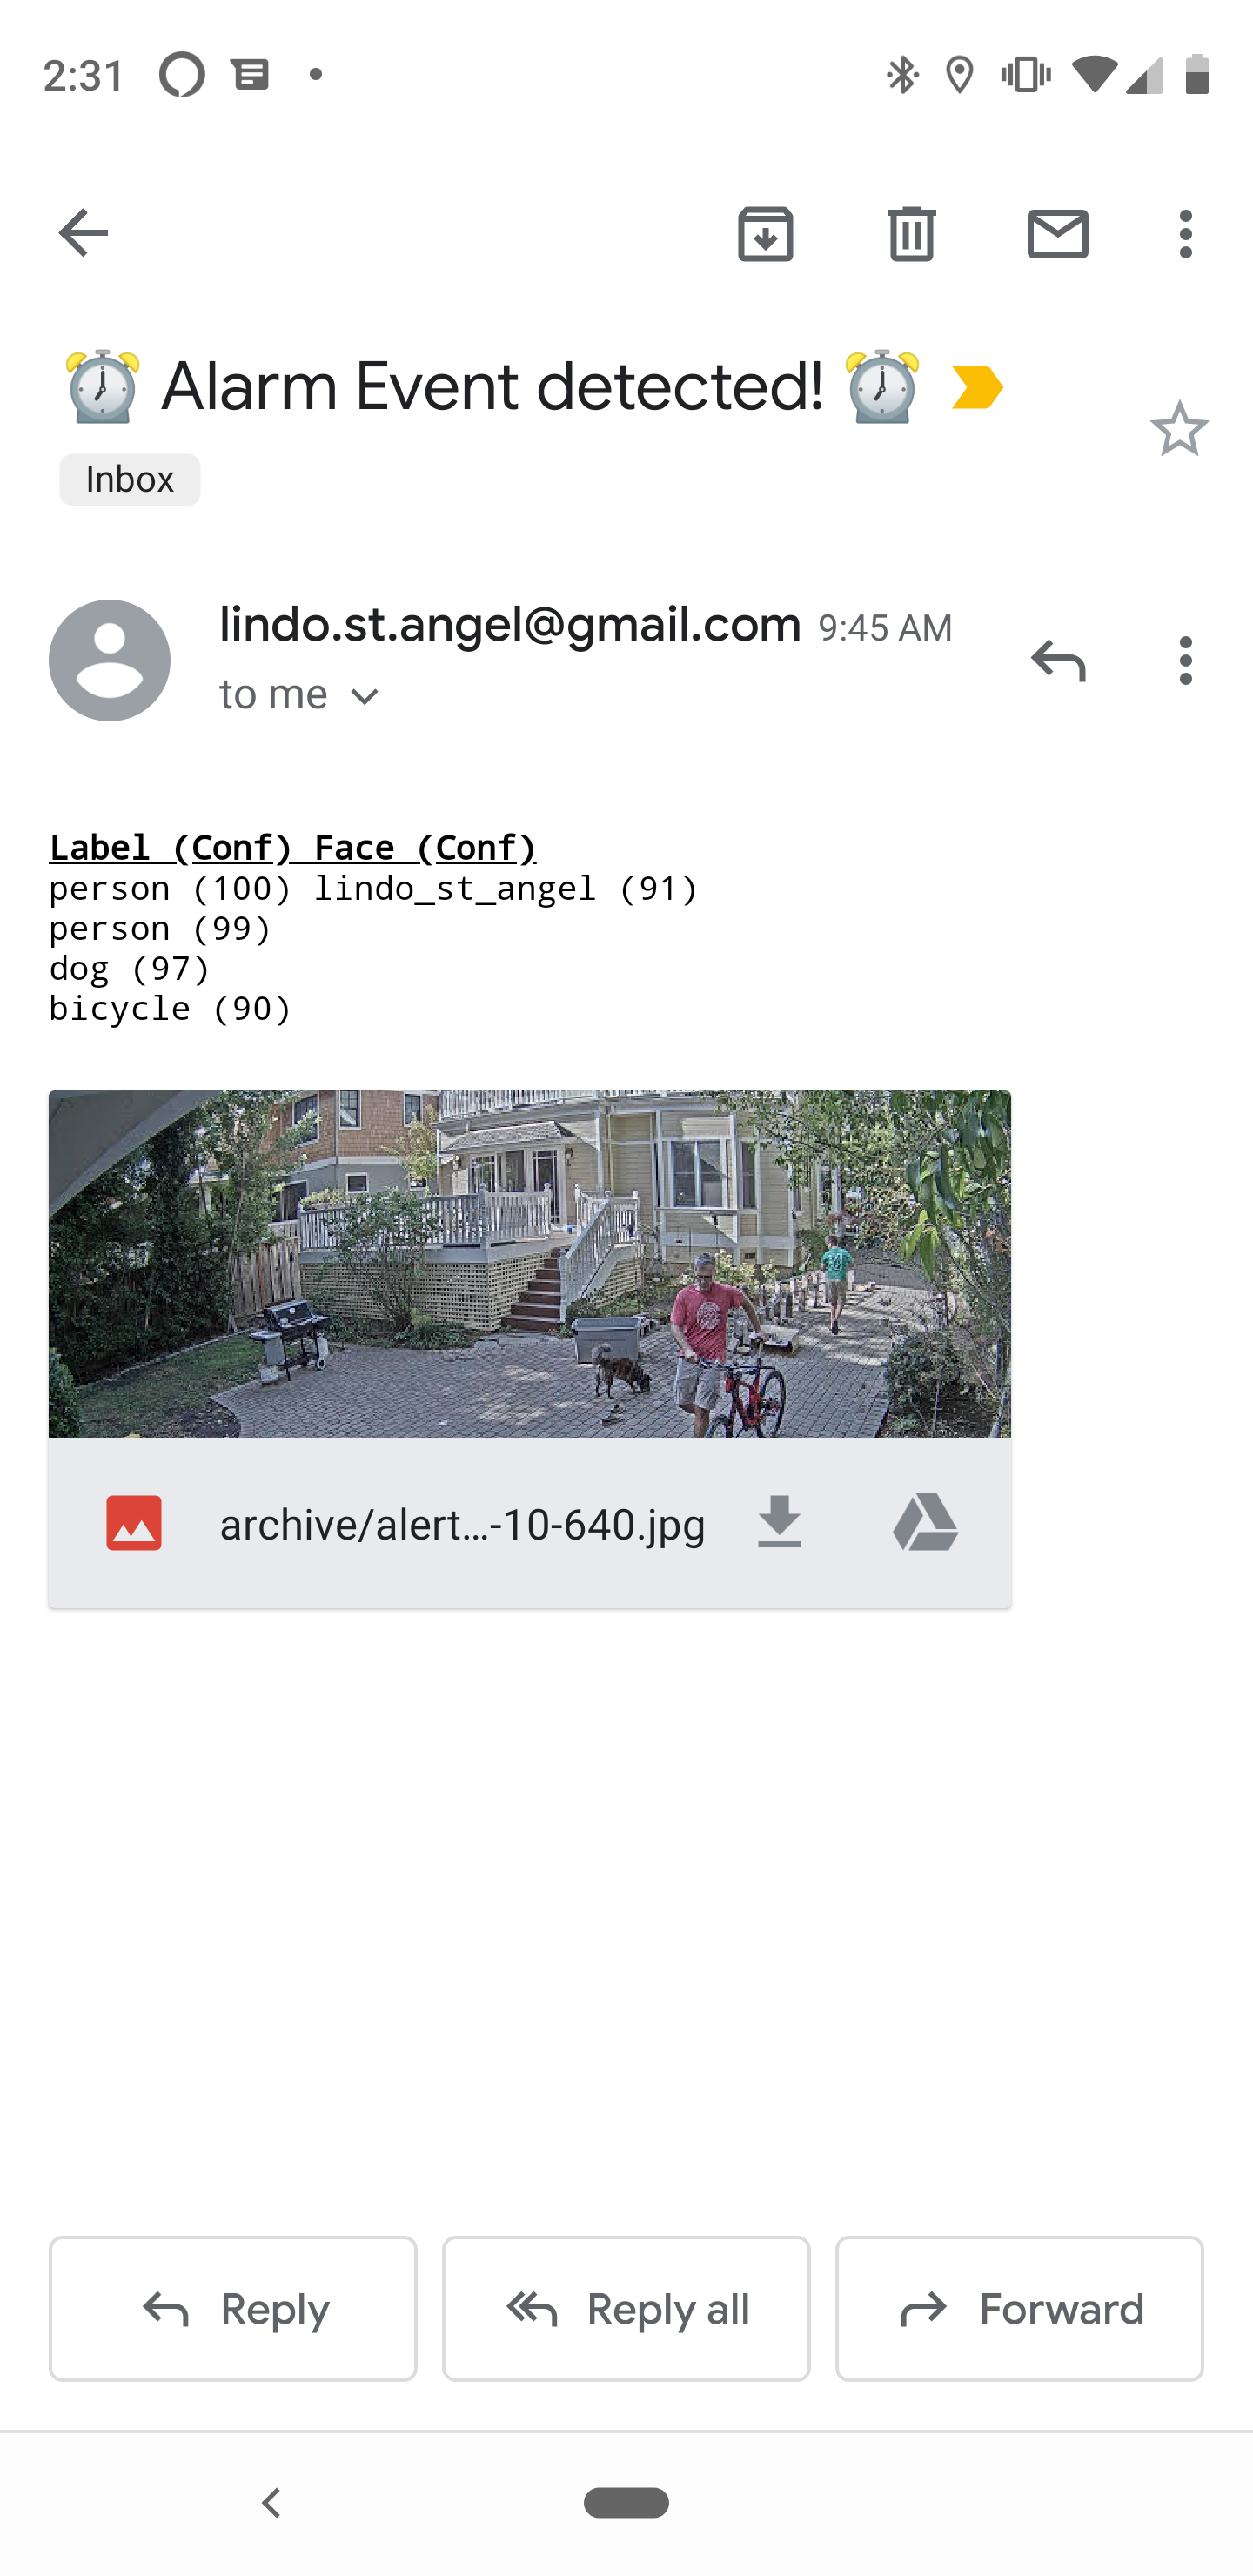 2:31
⏰ Alarm Event detected! ⏰
Inbox
lindo.st.angel@gmail.com 9:45 AM
to me
Label (Conf) Face (Conf)
person (100) lindo_st_angel (91)
person (99)
dog (97)
bicycle (90)
archive/alert...-10-640.jpg
Reply
Reply all
Forward